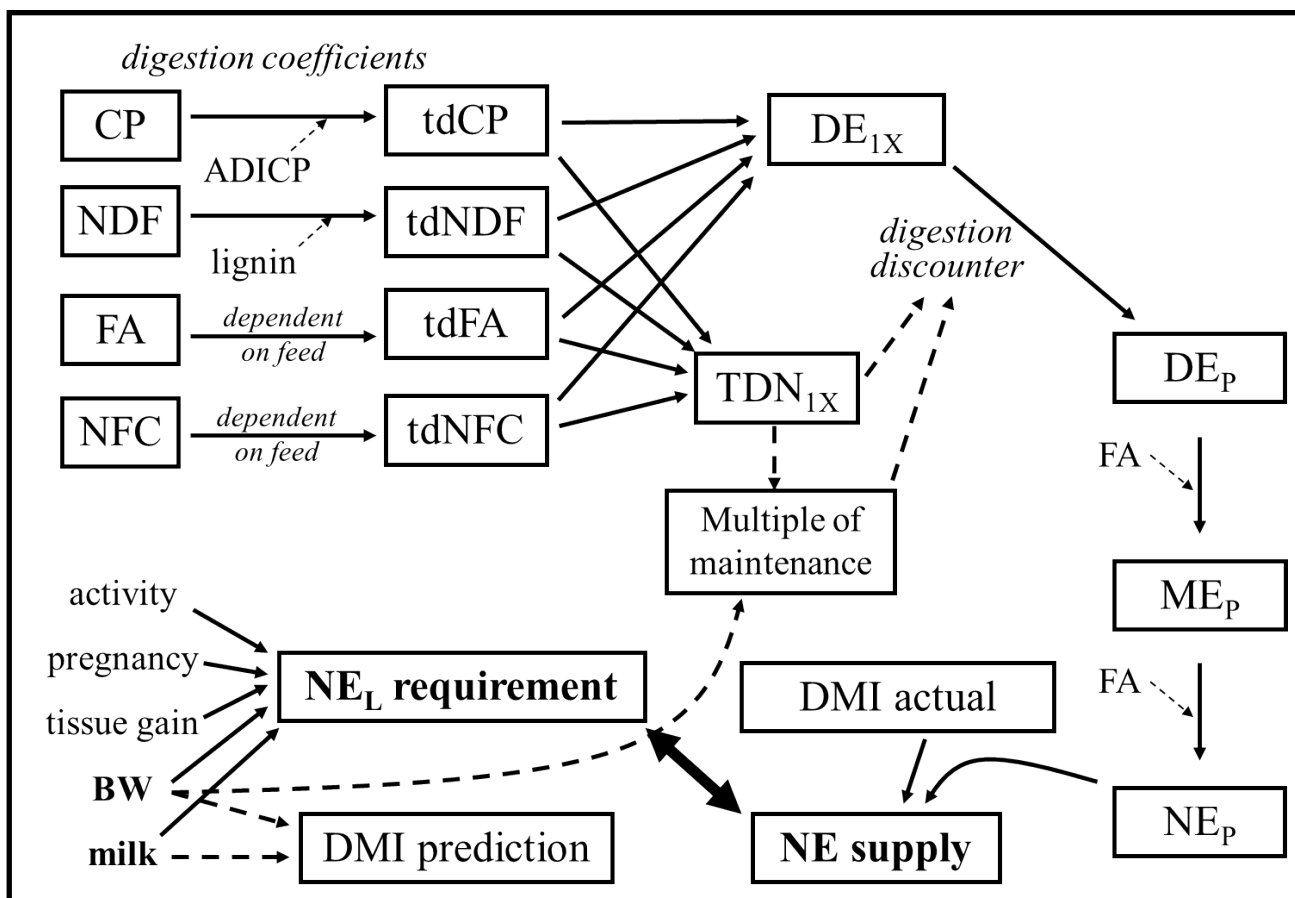 digestion coefficients
CP
tdCP
DE1X
ADICP
NDF
tdNDF
lignin
digestion
discounter
FA
dependent
on feed
tdFA
DEP
TDN1X
NFC
dependent
on feed
tdNFC
FA
Multiple of
maintenance
activity
MEP
pregnancy
NEL requirement
DMI actual
FA
tissue gain
BW
milk
DMI prediction
NE supply
NEP